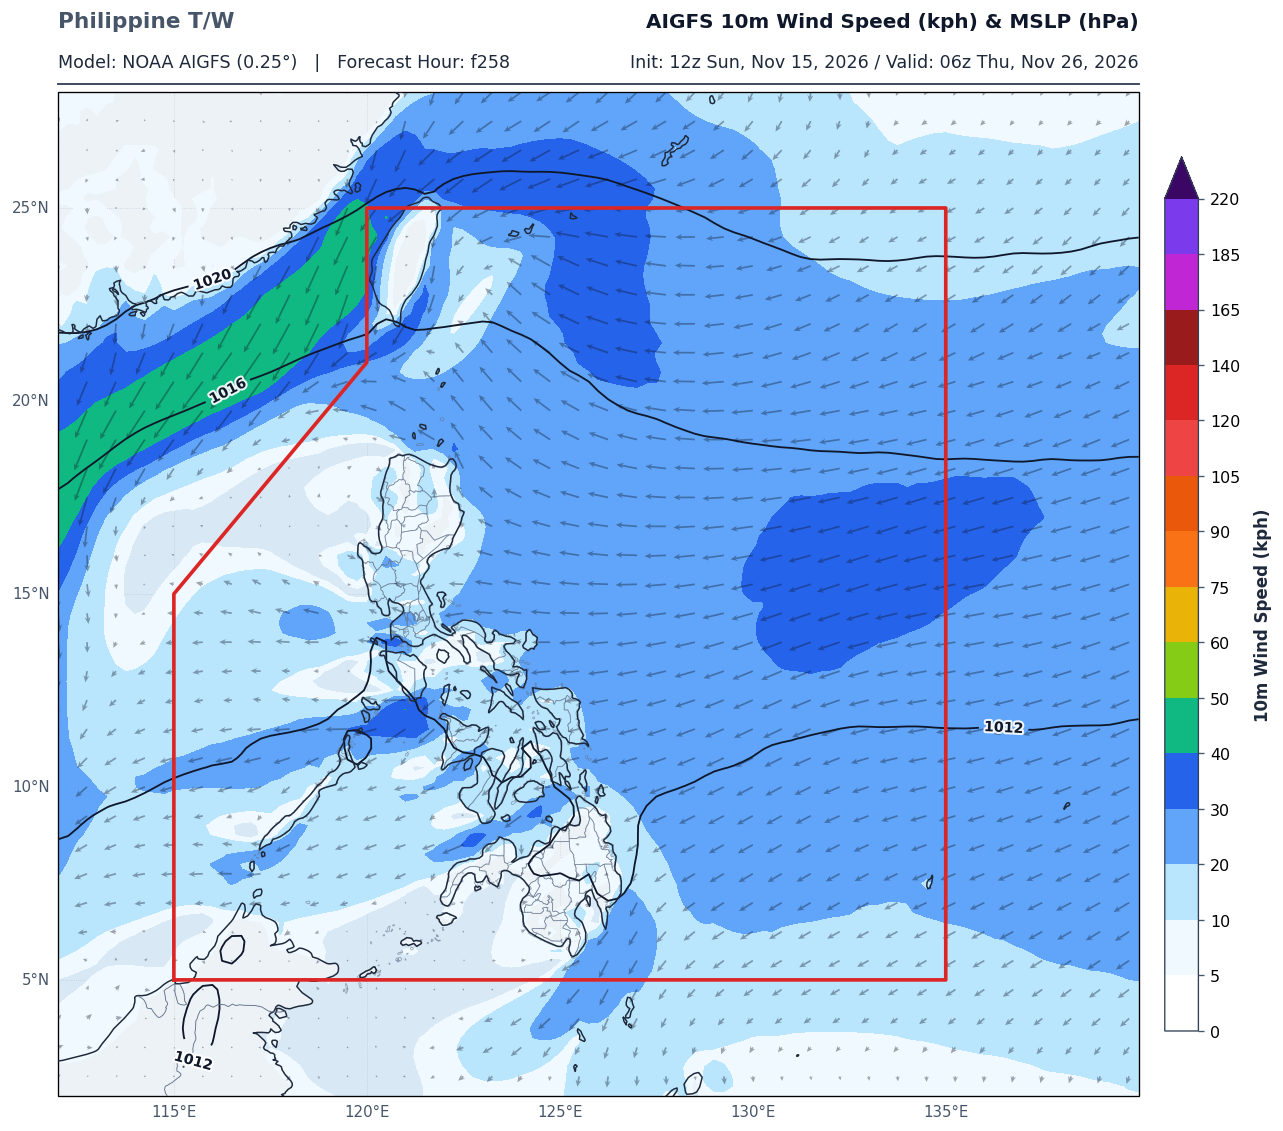 Philippine T/W
AIGFS 10m Wind Speed (kph) & MSLP (hPa)
Model: NOAA AIGFS (0.25°) | Forecast Hour: f258
Init: 12z Sun, Nov 15, 2026 / Valid: 06z Thu, Nov 26, 2026
25°N
20°N
15°N
10°N
5°N
115°E
120°E
125°E
130°E
135°E
1020
1016
1012
1012
220
185
165
140
120
105
90
75
60
50
40
30
20
10
5
0
10m Wind Speed (kph)